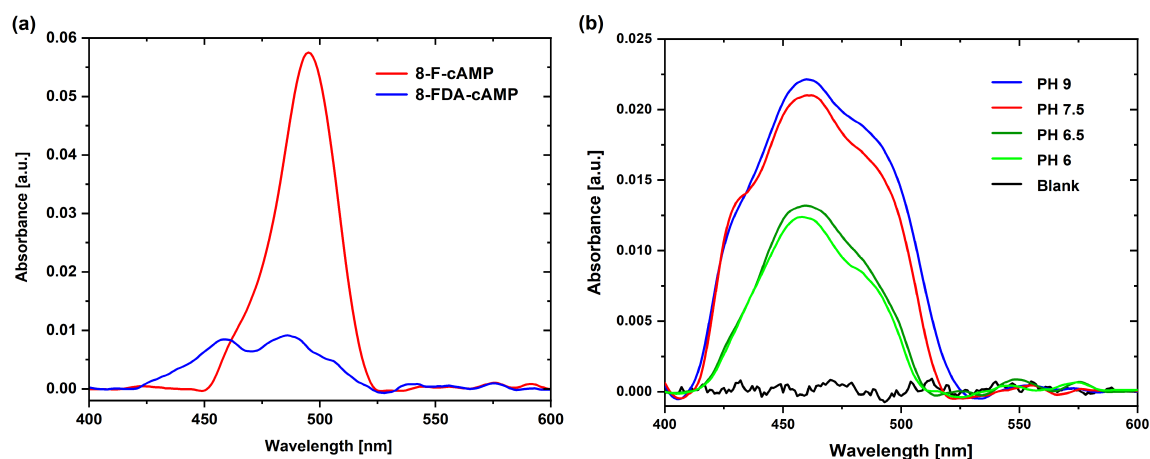 (a)
0.06
0.05
0.04
0.03
0.02
0.01
0.00
Absorbance [a.u.]
400
450
500
550
600
Wavelength [nm]
8-F-cAMP
8-FDA-cAMP
(b)
0.025
0.020
0.015
0.010
0.005
0.000
Absorbance [a.u.]
400
450
500
550
600
Wavelength [nm]
PH 9
PH 7.5
PH 6.5
PH 6
Blank